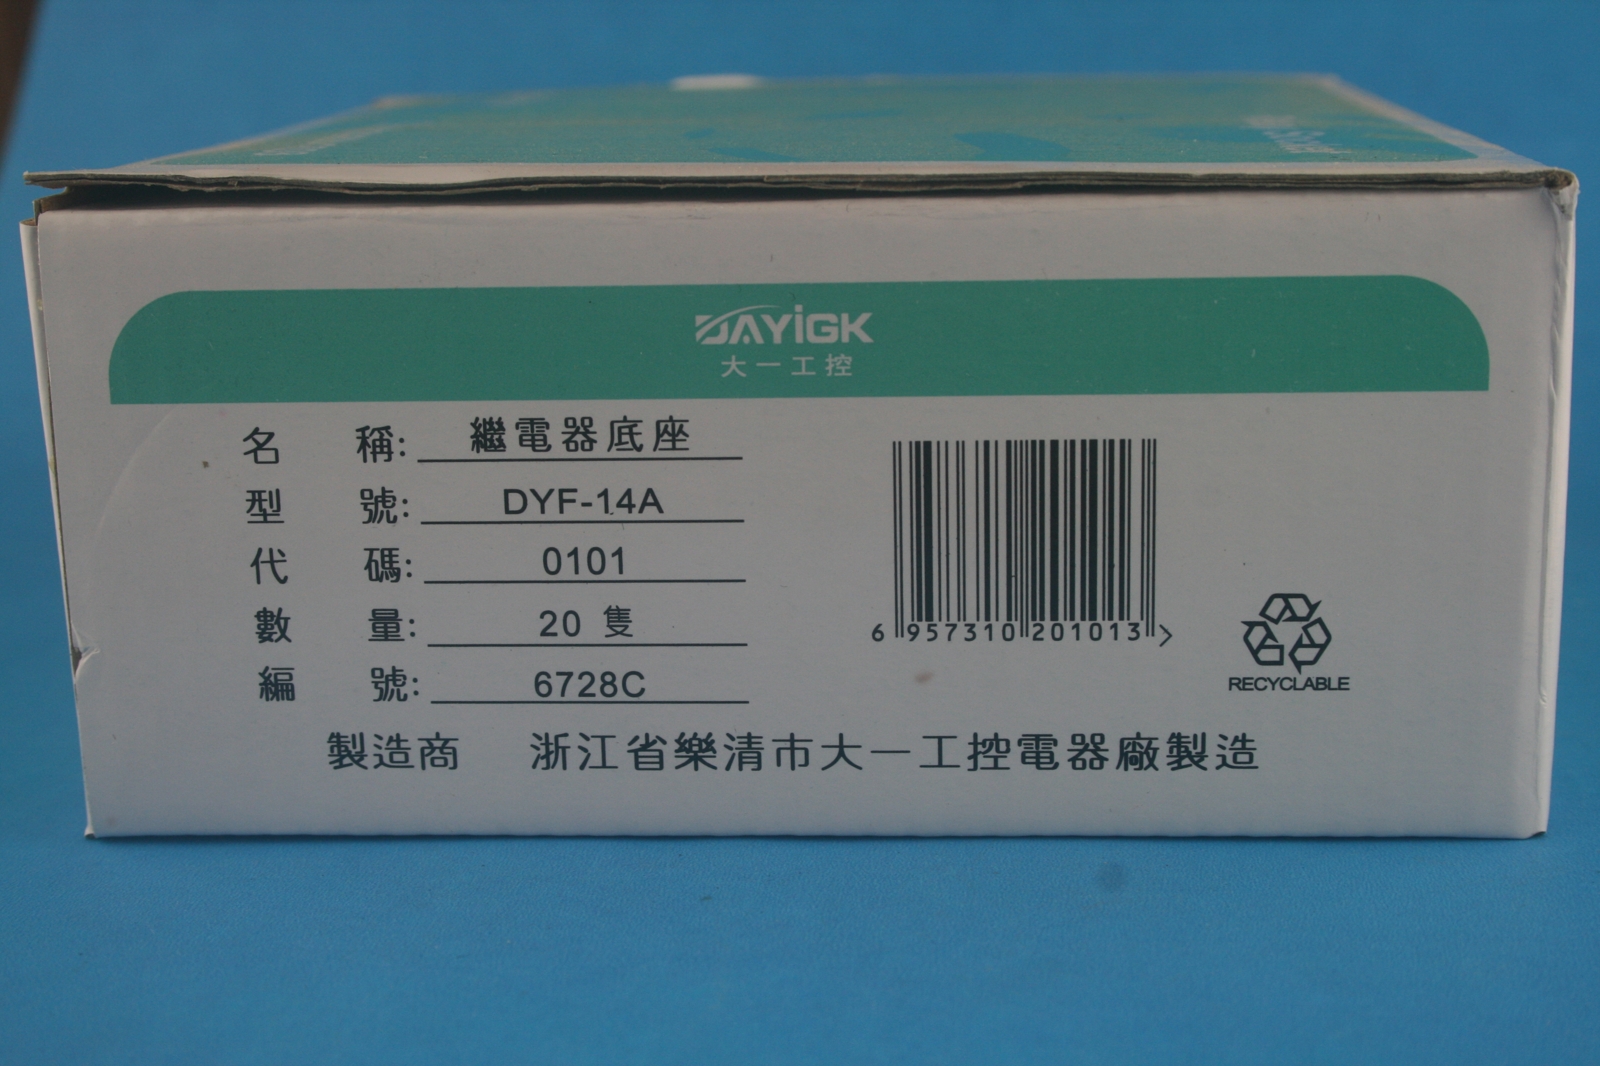 DAYIGK
大一工控
名 稱: 繼電器底座
型 號: DYF-14A
代 碼: 0101
數 量: 20 隻
編 號: 6728C
6 957310 201013 >
RECYCLABLE
製造商 浙江省樂清市大一工控電器廠製造